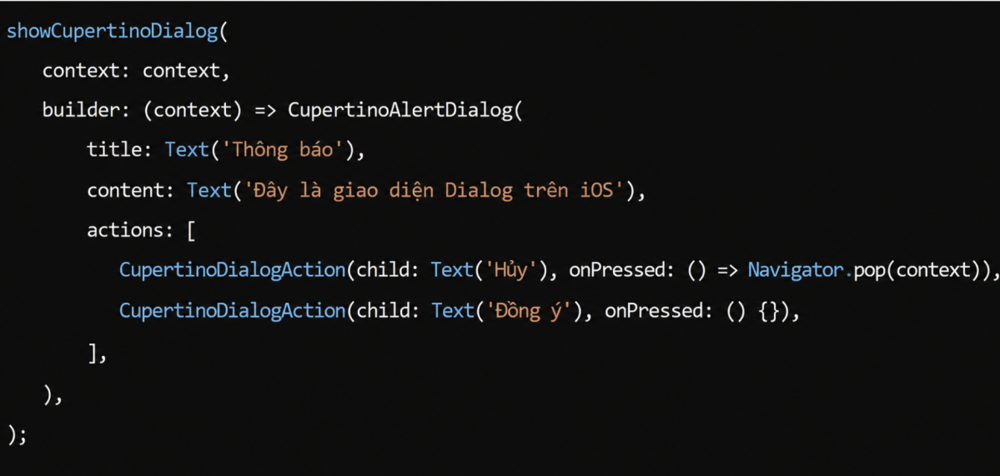 showCupertinoDialog(
context: context,
builder: (context) => CupertinoAlertDialog(
title: Text('Thông báo'),
content: Text('Đây là giao diện Dialog trên iOS'),
actions: [
CupertinoDialogAction(child: Text('Hủy'), onPressed: () => Navigator.pop(context)),
CupertinoDialogAction(child: Text('Đồng ý'), onPressed: () {}),
],
),
);